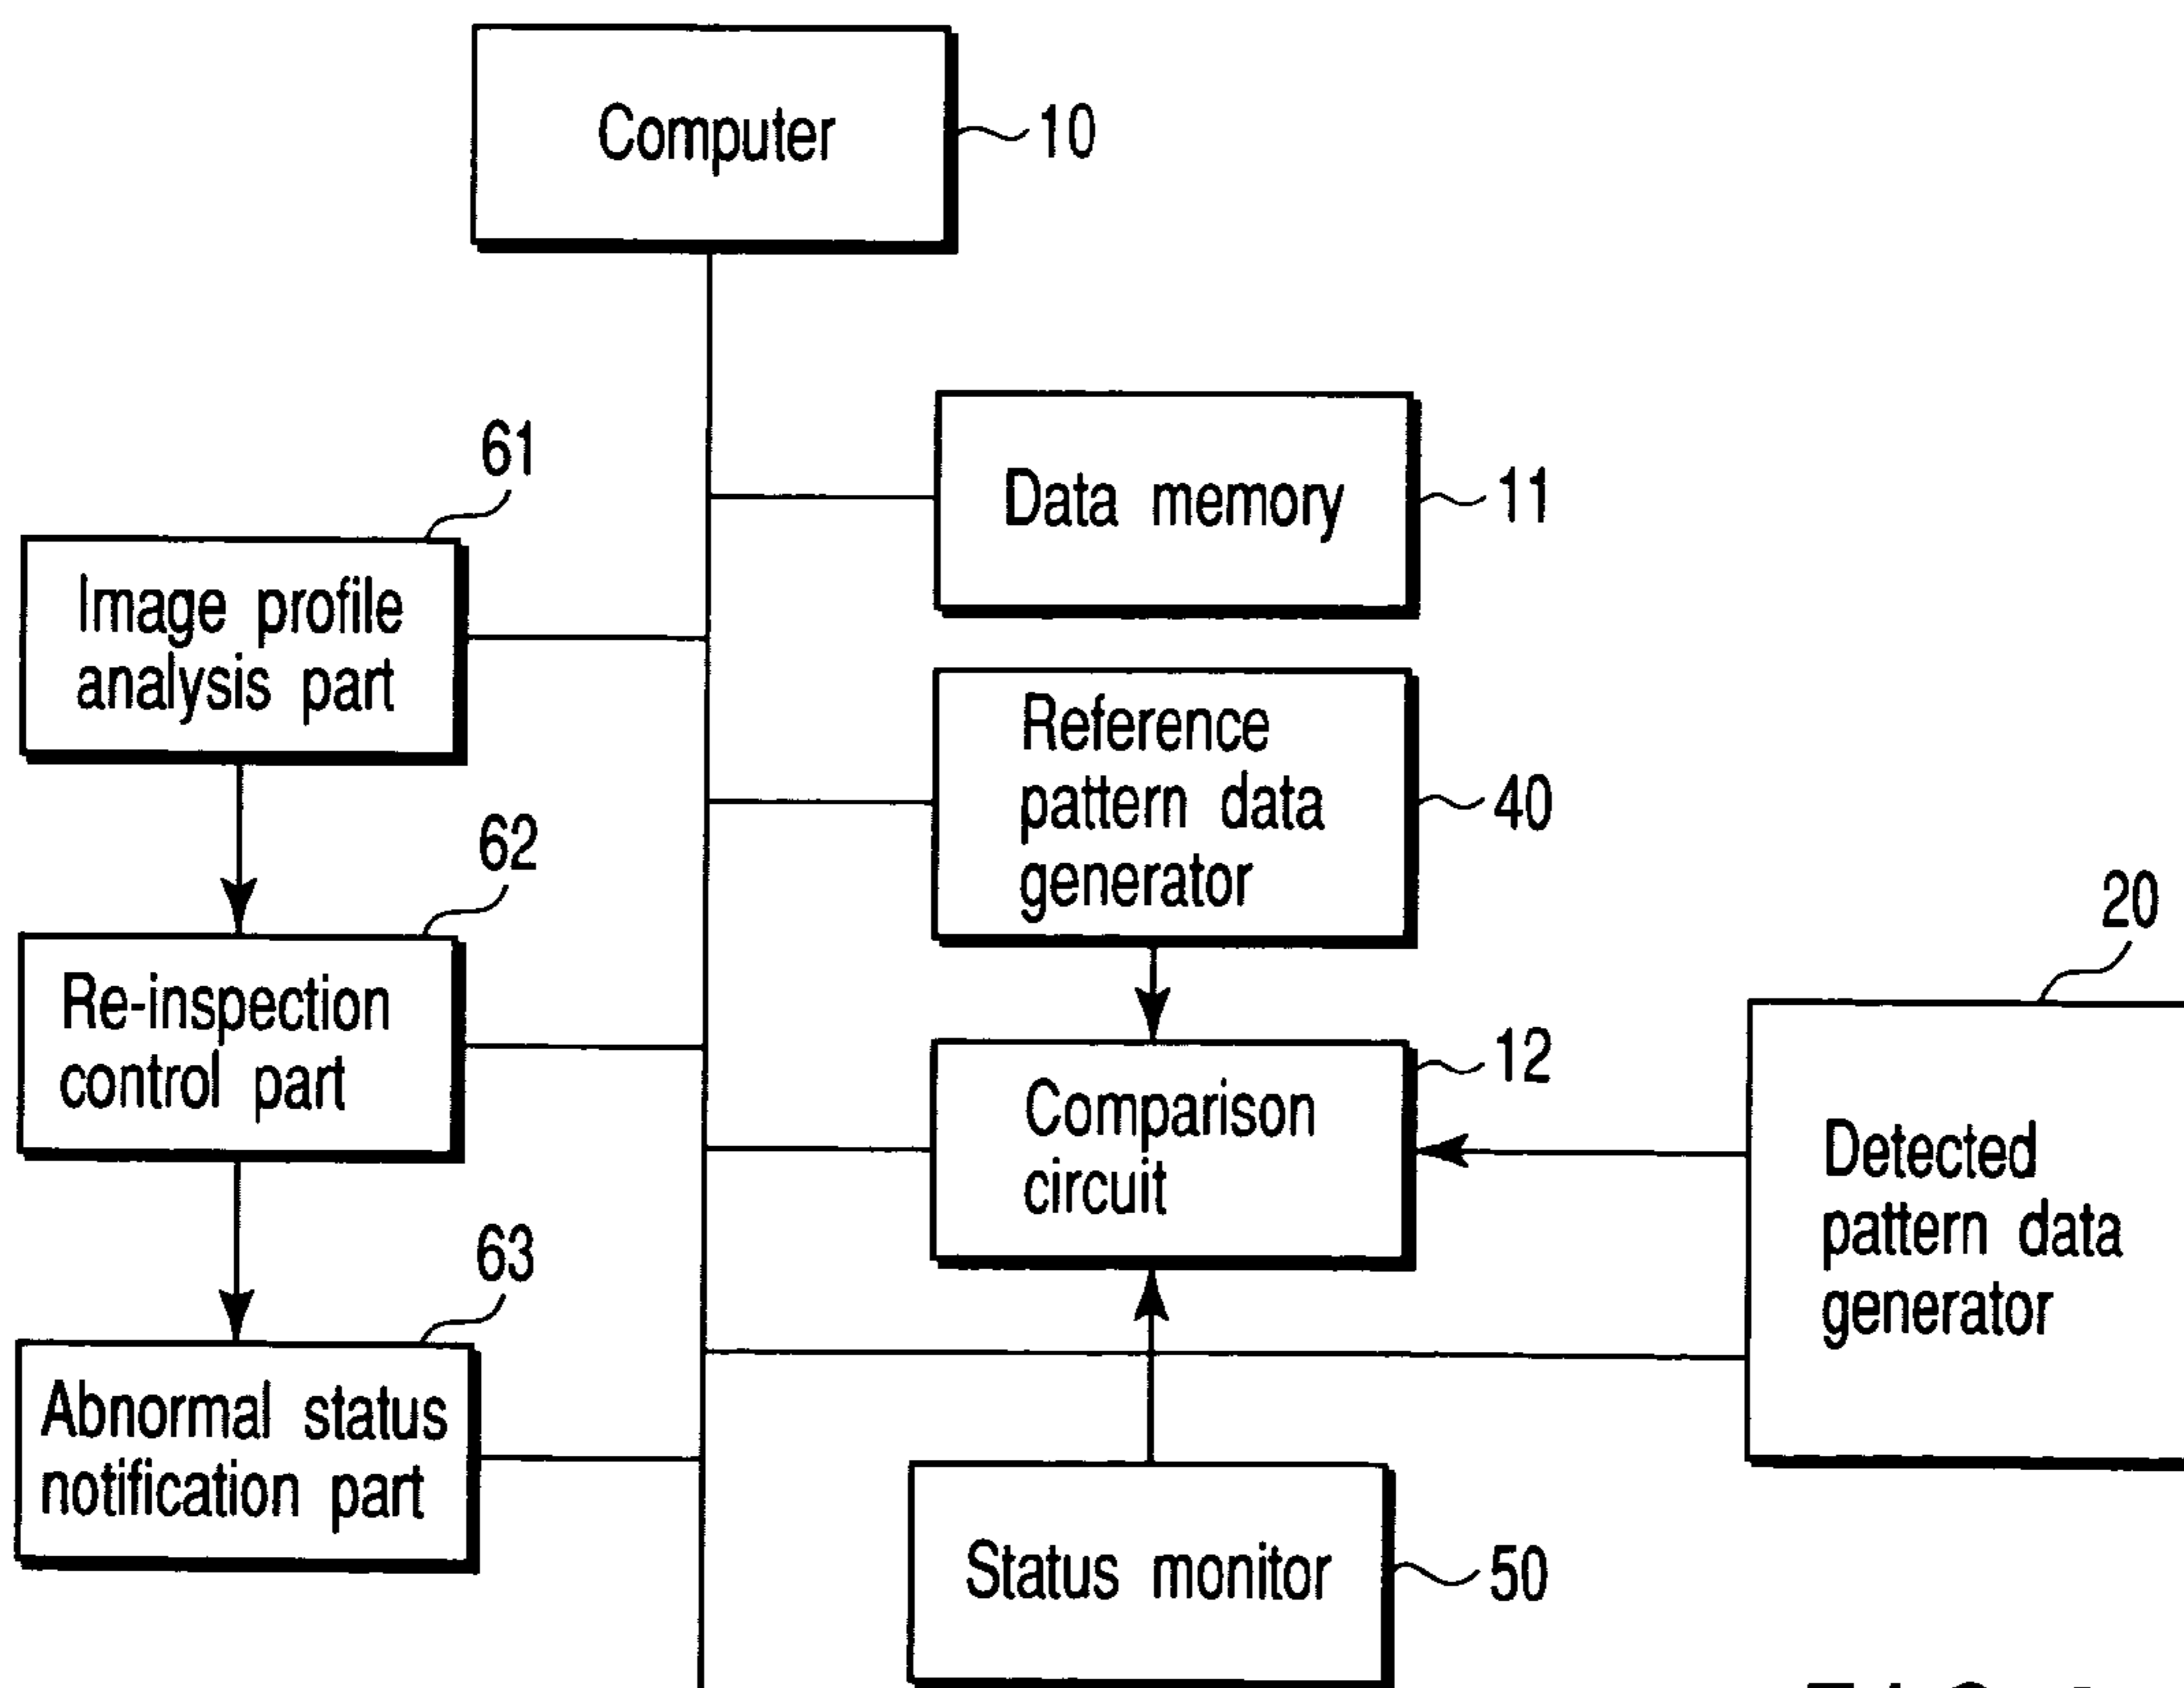 Computer
10
Data memory
11
61
Image profile
analysis part
Reference
pattern data
generator
40
62
Re-inspection
control part
20
12
Comparison
circuit
Detected
pattern data
generator
63
Abnormal status
notification part
Status monitor
50